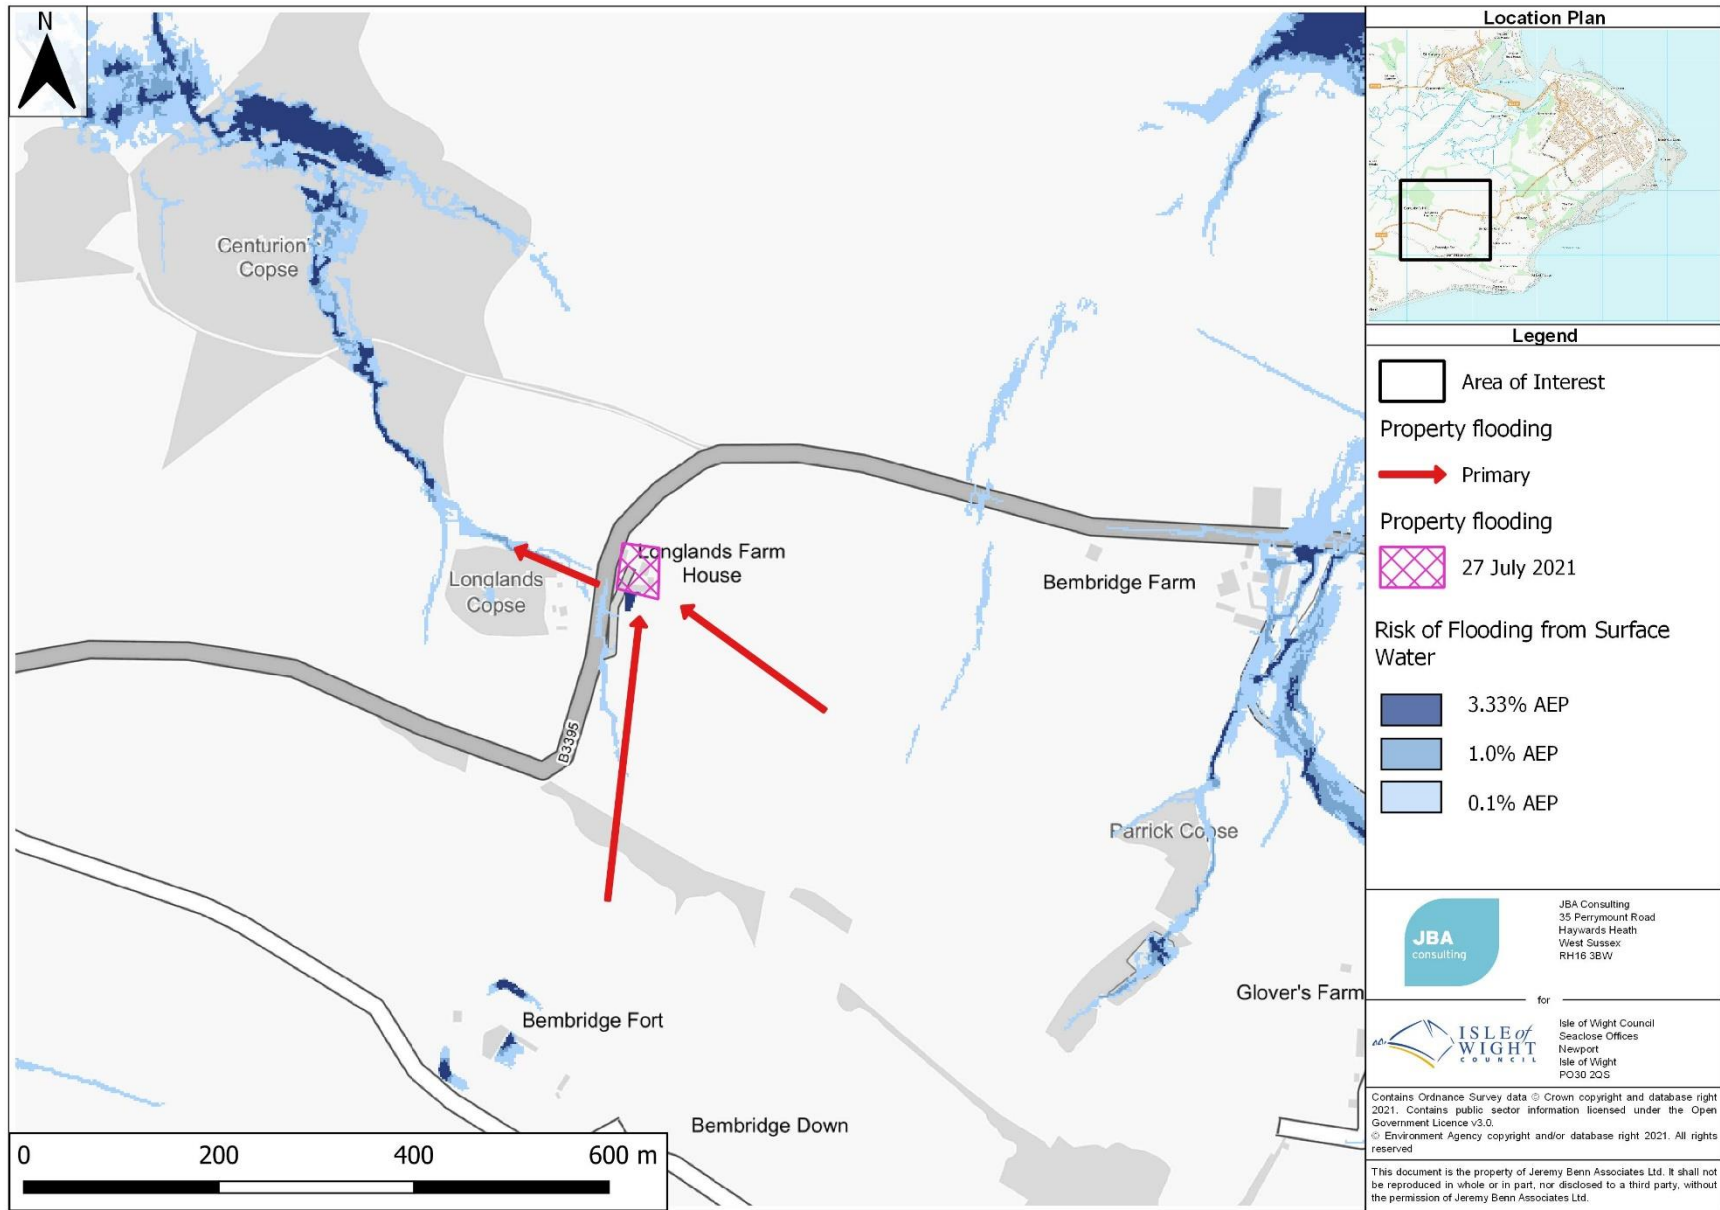 N
Centurion'
Copse
Longlands
Copse
Longlands Farm
House
Bembridge Farm
B3395
Parrick Copse
Glover's Farm
Bembridge Fort
Bembridge Down
0 200 400 600 m
Location Plan
Legend
Area of Interest
Property flooding
Primary
Property flooding
27 July 2021
Risk of Flooding from Surface
Water
3.33% AEP
1.0% AEP
0.1% AEP
JBA
consulting
JBA Consulting
35 Perrymount Road
Haywards Heath
West Sussex
RH16 3BW
for
ISLE of
WIGHT
COUNCIL
Isle of Wight Council
Seaclose Offices
Newport
Isle of Wight
PO30 2QS
Contains Ordnance Survey data © Crown copyright and database right
2021. Contains public sector information licensed under the Open
Government Licence v3.0.
© Environment Agency copyright and/or database right 2021. All rights
reserved
This document is the property of Jeremy Benn Associates Ltd. It shall not
be reproduced in whole or in part, nor disclosed to a third party, without
the permission of Jeremy Benn Associates Ltd.